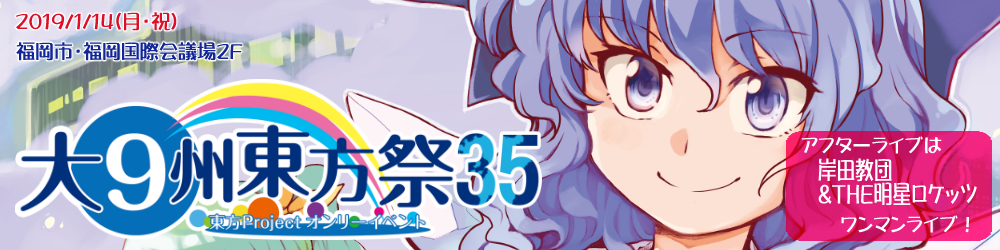 2019/1/14(月・祝)
福岡市・福岡国際会議場2F
大9州東方祭35
東方Project オンリーイベント
アフターライブは
岸田教団
&THE明星ロケッツ
ワンマンライブ！